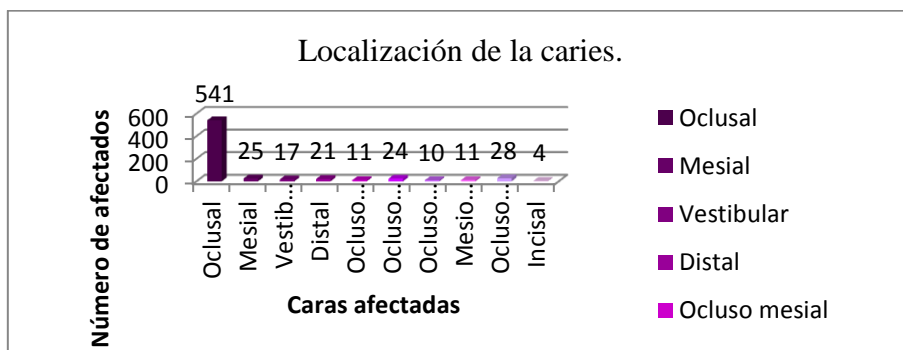 Localización de la caries.
Número de afectados
600
400
200
0
541
25
17
21
11
24
10
11
28
4
Oclusal
Mesial
Vestib...
Distal
Ocluso...
Ocluso...
Ocluso...
Mesio...
Ocluso...
Incisal
Caras afectadas
Oclusal
Mesial
Vestibular
Distal
Ocluso mesial